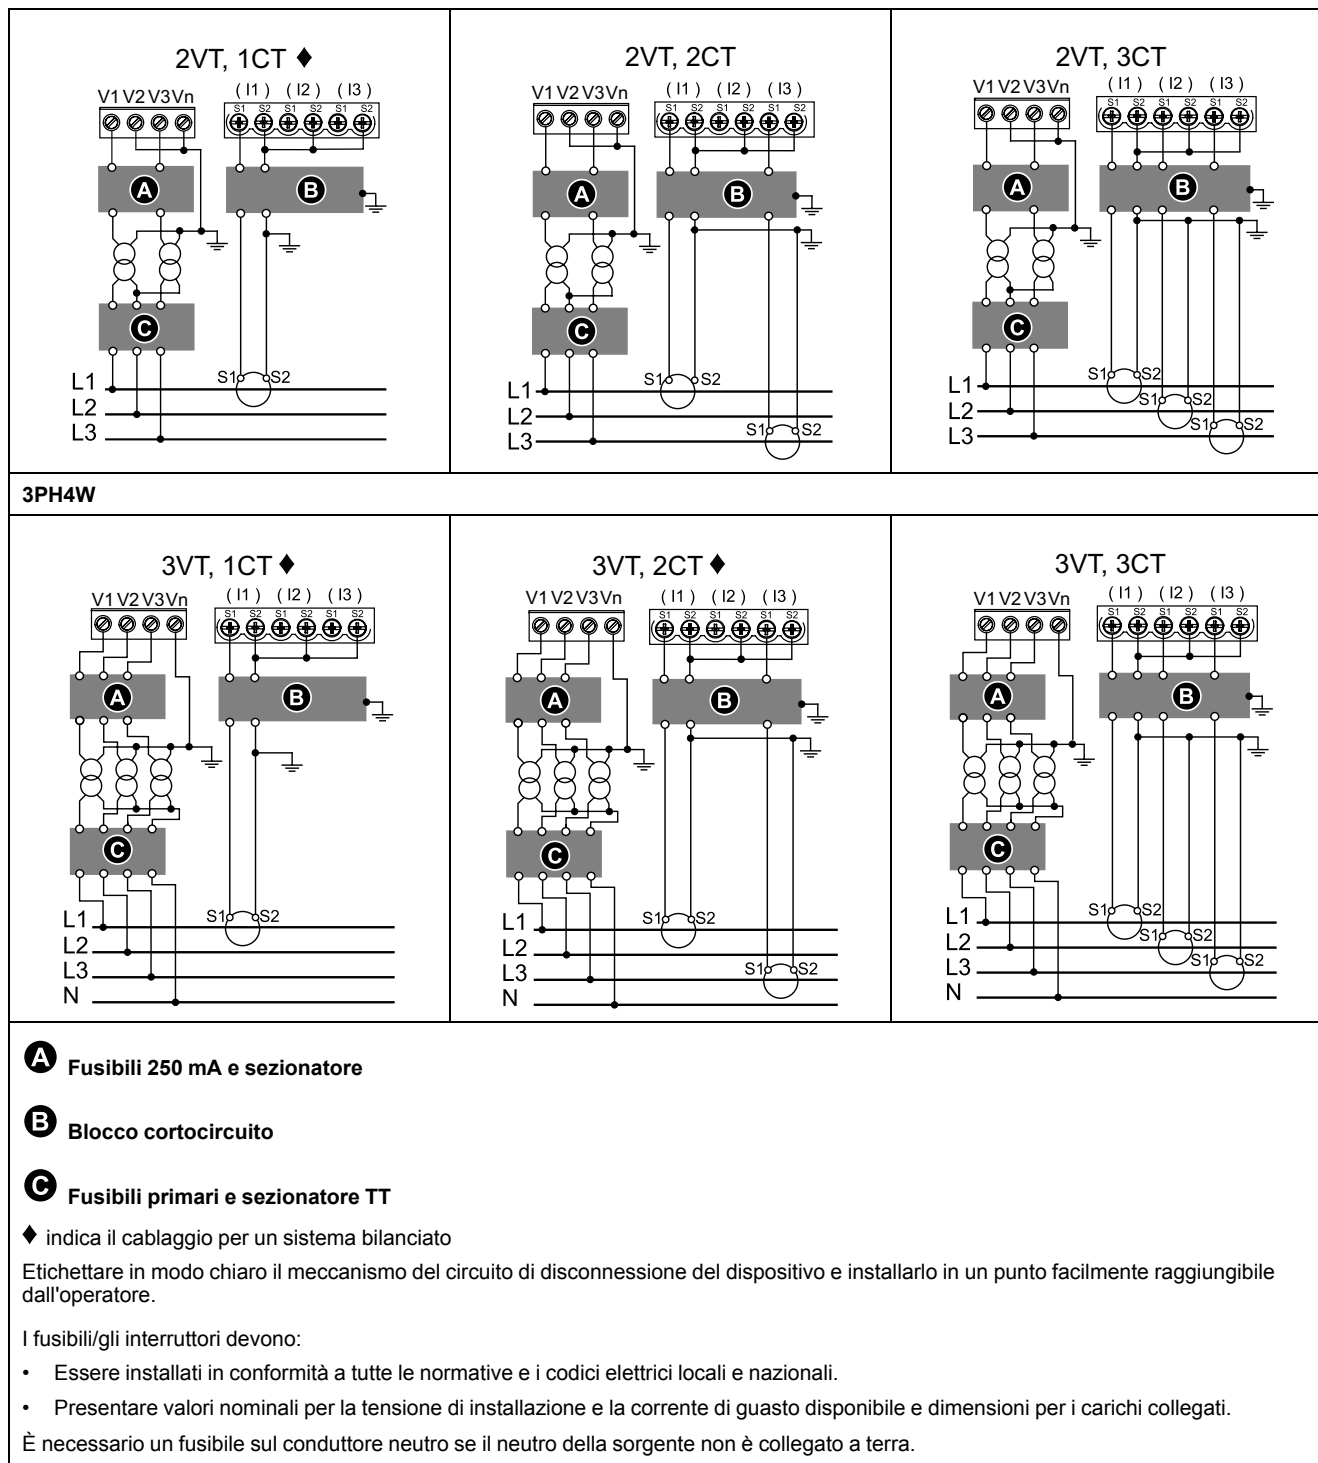 2VT, 1CT ♦
V1 V2 V3 Vn
( I1 ) ( I2 ) ( I3 )
S1 S2 S1 S2 S1 S2
A
B
C
S1 S2
L1
L2
L3
2VT, 2CT
V1 V2 V3 Vn
( I1 ) ( I2 ) ( I3 )
S1 S2 S1 S2 S1 S2
A
B
C
S1 S2
L1
L2
S1 S2
L3
2VT, 3CT
V1 V2 V3 Vn
( I1 ) ( I2 ) ( I3 )
S1 S2 S1 S2 S1 S2
A
B
C
S1 S2
L1
S1 S2
L2
S1 S2
L3
3PH4W
3VT, 1CT ♦
V1 V2 V3 Vn
( I1 ) ( I2 ) ( I3 )
S1 S2 S1 S2 S1 S2
A
B
C
S1 S2
L1
L2
L3
N
3VT, 2CT ♦
V1 V2 V3 Vn
( I1 ) ( I2 ) ( I3 )
S1 S2 S1 S2 S1 S2
A
B
C
S1 S2
L1
L2
S1 S2
L3
N
3VT, 3CT
V1 V2 V3 Vn
( I1 ) ( I2 ) ( I3 )
S1 S2 S1 S2 S1 S2
A
B
C
S1 S2
L1
S1 S2
L2
S1 S2
L3
N
A Fusibili 250 mA e sezionatore
B Blocco cortocircuito
C Fusibili primari e sezionatore TT
♦ indica il cablaggio per un sistema bilanciato
Etichettare in modo chiaro il meccanismo del circuito di disconnessione del dispositivo e installarlo in un punto facilmente raggiungibile
dall'operatore.
I fusibili/gli interruttori devono:
• Essere installati in conformità a tutte le normative e i codici elettrici locali e nazionali.
• Presentare valori nominali per la tensione di installazione e la corrente di guasto disponibile e dimensioni per i carichi collegati.
È necessario un fusibile sul conduttore neutro se il neutro della sorgente non è collegato a terra.